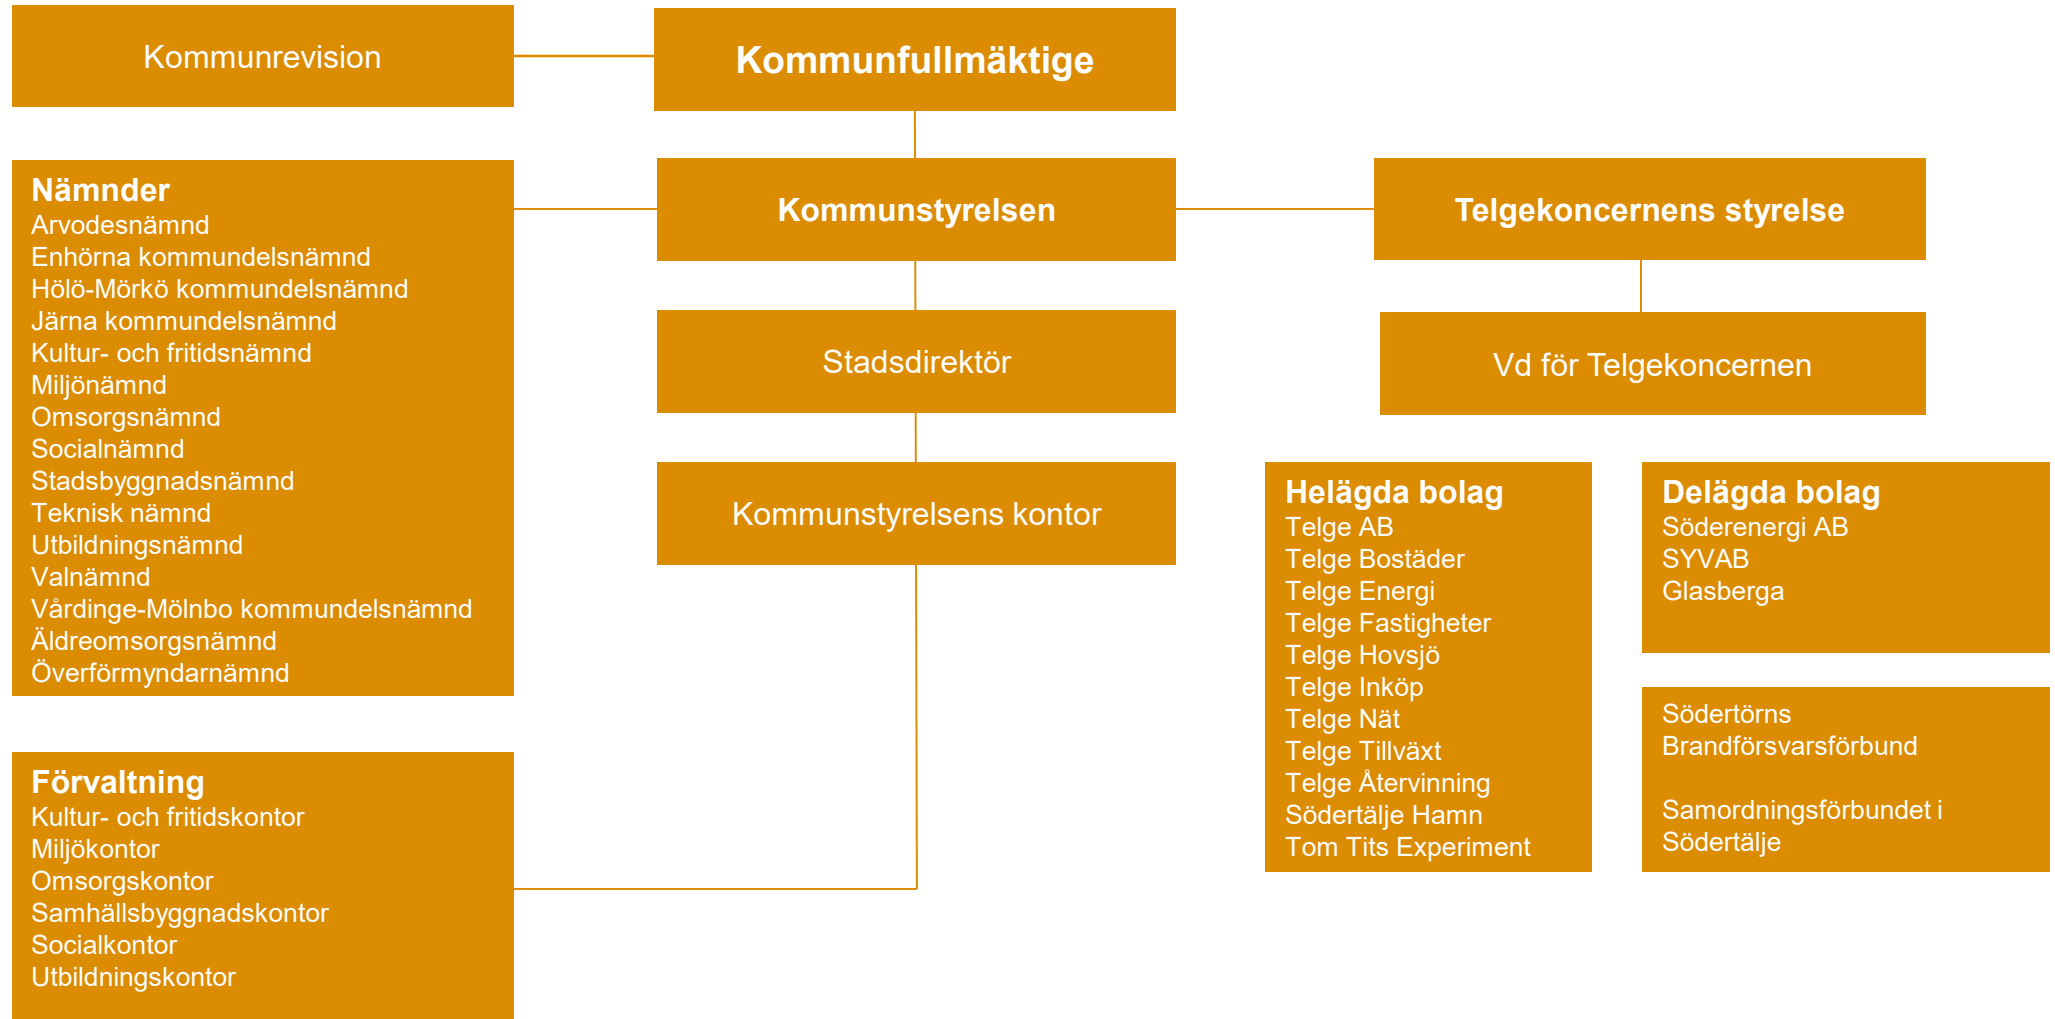 Kommunrevision
Kommunfullmäktige
Nämnder
Arvodesnämnd
Enhörna kommundelsnämnd
Hölö-Mörkö kommundelsnämnd
Järna kommundelsnämnd
Kultur- och fritidsnämnd
Miljönämnd
Omsorgsnämnd
Socialnämnd
Stadsbyggnadsnämnd
Teknisk nämnd
Utbildningsnämnd
Valnämnd
Vårdinge-Mölnbo kommundelsnämnd
Äldreomsorgsnämnd
Överförmyndarnämnd
Kommunstyrelsen
Telgekoncernens styrelse
Stadsdirektör
Vd för Telgekoncernen
Kommunstyrelsens kontor
Helägda bolag
Telge AB
Telge Bostäder
Telge Energi
Telge Fastigheter
Telge Hovsjö
Telge Inköp
Telge Nät
Telge Tillväxt
Telge Återvinning
Södertälje Hamn
Tom Tits Experiment
Delägda bolag
Söderenergi AB
SYVAB
Glasberga
Södertörns
Brandförsvarsförbund
Samordningsförbundet i
Södertälje
Förvaltning
Kultur- och fritidskontor
Miljökontor
Omsorgskontor
Samhällsbyggnadskontor
Socialkontor
Utbildningskontor